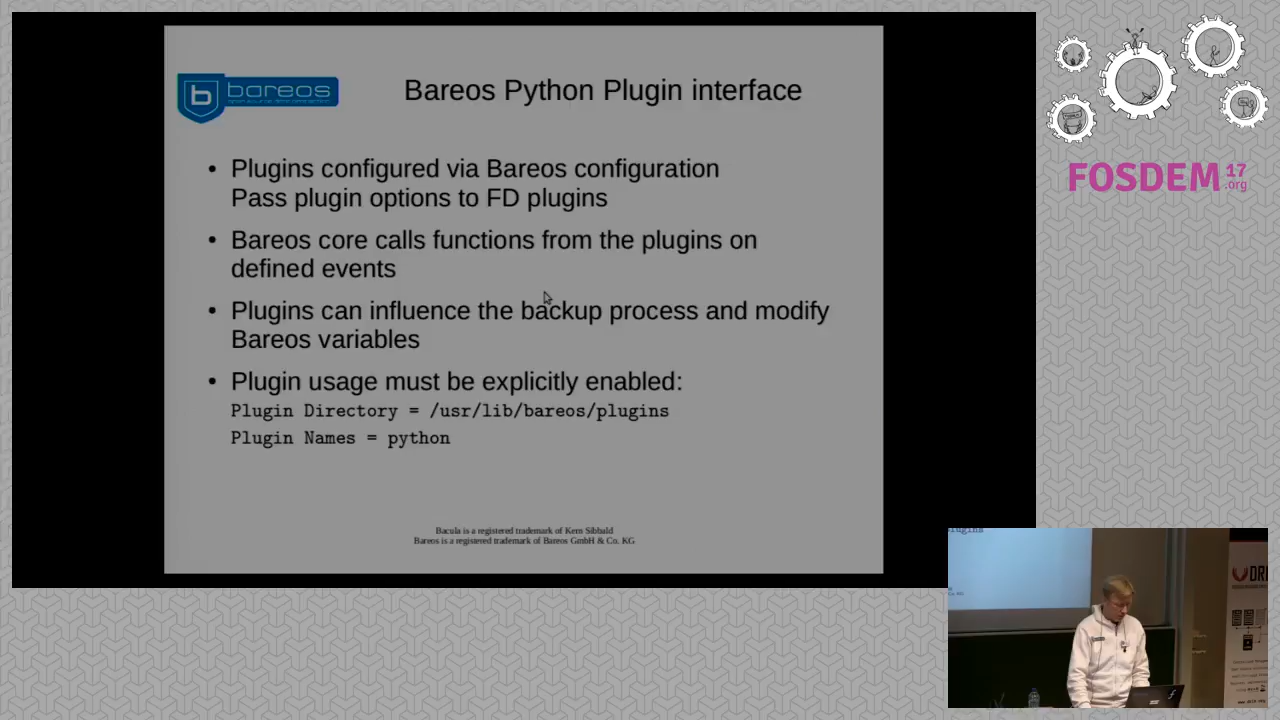 bareos
Bareos Python Plugin interface
• Plugins configured via Bareos configuration
Pass plugin options to FD plugins
• Bareos core calls functions from the plugins on
defined events
• Plugins can influence the backup process and modify
Bareos variables
• Plugin usage must be explicitly enabled:
Plugin Directory = /usr/lib/bareos/plugins
Plugin Names = python
Bacula is a registered trademark of Kern Sibbald
Bareos is a registered trademark of Bareos GmbH & Co. KG
FOSDEM 17
.org